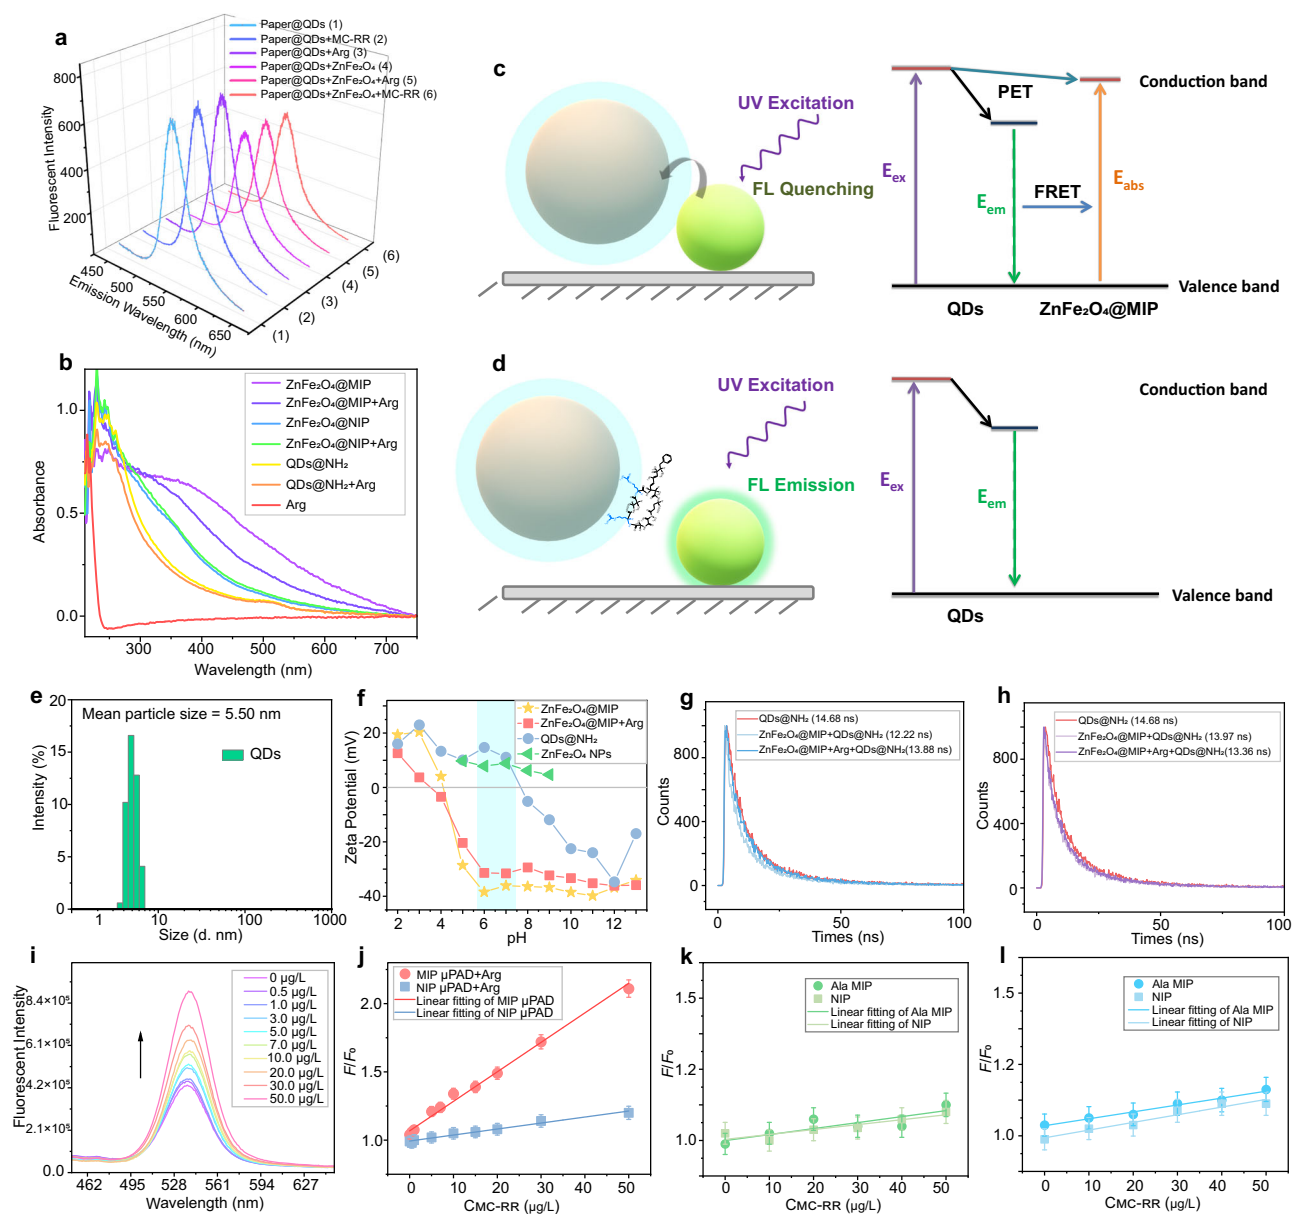 a
Paper@QDs (1)
Paper@QDs+MC-RR (2)
Paper@QDs+Arg (3)
Paper@QDs+ZnFe₂O₄ (4)
Paper@QDs+ZnFe₂O₄+Arg (5)
Paper@QDs+ZnFe₂O₄+MC-RR (6)
800
600
400
200
Fluorescent Intensity
450
500
550
600
650
Emission Wavelength (nm)
(1)
(2)
(3)
(4)
(5)
(6)
b
ZnFe₂O₄@MIP
ZnFe₂O₄@MIP+Arg
ZnFe₂O₄@NIP
ZnFe₂O₄@NIP+Arg
QDs@NH₂
QDs@NH₂+Arg
Arg
1.0
0.5
0.0
Absorbance
300 400 500 600 700
Wavelength (nm)
c
UV Excitation
FL Quenching
Conduction band
PET
Eex
Eem
FRET
Eabs
Valence band
QDs
ZnFe₂O₄@MIP
d
UV Excitation
FL Emission
Conduction band
Eex
Eem
Valence band
QDs
e
20
15
10
5
0
Intensity (%)
Mean particle size = 5.50 nm
QDs
1 10 100 1000
Size (d. nm)
f
ZnFe₂O₄@MIP
ZnFe₂O₄@MIP+Arg
QDs@NH₂
ZnFe₂O₄ NPs
40
20
0
-20
-40
Zeta Potential (mV)
2 4 6 8 10 12
pH
g
QDs@NH₂ (14.68 ns)
ZnFe₂O₄@MIP+QDs@NH₂ (12.22 ns)
ZnFe₂O₄@MIP+Arg+QDs@NH₂(13.88 ns)
800
400
0
Counts
0 50 100
Times (ns)
h
QDs@NH₂ (14.68 ns)
ZnFe₂O₄@MIP+QDs@NH₂ (13.97 ns)
ZnFe₂O₄@MIP+Arg+QDs@NH₂ (13.36 ns)
800
400
0
Counts
0 50 100
Times (ns)
i
8.4×10⁵
6.1×10⁵
4.2×10⁵
2.1×10⁵
0.0
Fluorescent Intensity
0 µg/L
0.5 µg/L
1.0 µg/L
3.0 µg/L
5.0 µg/L
7.0 µg/L
10.0 µg/L
20.0 µg/L
30.0 µg/L
50.0 µg/L
462 495 528 561 594 627
Wavelength (nm)
j
MIP µPAD+Arg
NIP µPAD+Arg
Linear fitting of MIP µPAD
Linear fitting of NIP µPAD
2.0
1.5
1.0
F/F₀
0 10 20 30 40 50
CMC-RR (µg/L)
k
Ala MIP
NIP
Linear fitting of Ala MIP
Linear fitting of NIP
1.5
1.2
1.0
F/F₀
0 10 20 30 40 50
CMC-RR (µg/L)
l
Ala MIP
NIP
Linear fitting of Ala MIP
Linear fitting of NIP
1.5
1.2
1.0
F/F₀
0 10 20 30 40 50
CMC-RR (µg/L)